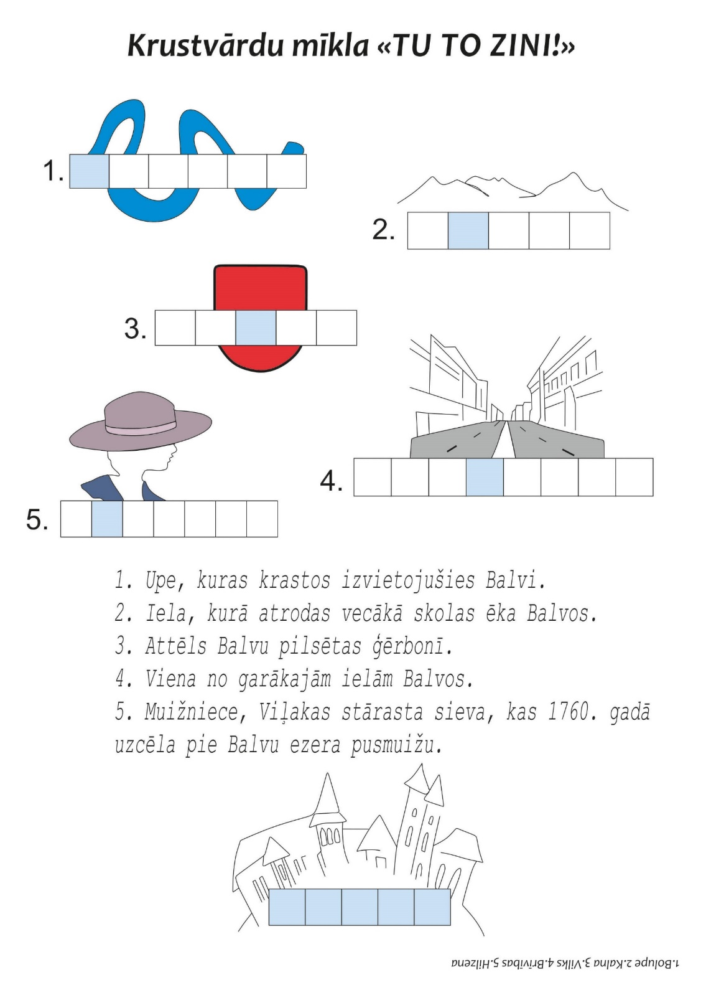 Krustvārdu mīkla «TU TO ZINI!»
1.
2.
3.
4.
5.
1. Upe, kuras krastos izvietojušies Balvi.
2. Iela, kurā atrodas vecākā skolas ēka Balvos.
3. Attēls Balvu pilsētas ģērbonī.
4. Viena no garākajām ielām Balvos.
5. Muižniece, Viļakas stārasta sieva, kas 1760. gadā
uzcēla pie Balvu ezera pusmuižu.
1.Bolupe 2.Kalna 3.Vilks 4.Brīvības 5.Hilzena